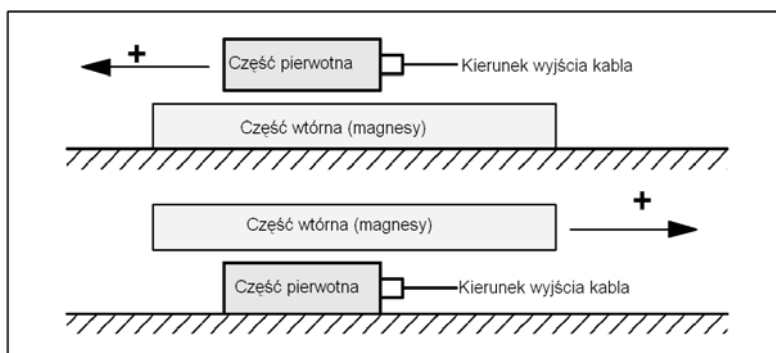 +
Część pierwotna
Kierunek wyjścia kabla
Część wtórna (magnesy)
+
Część wtórna (magnesy)
Część pierwotna
Kierunek wyjścia kabla